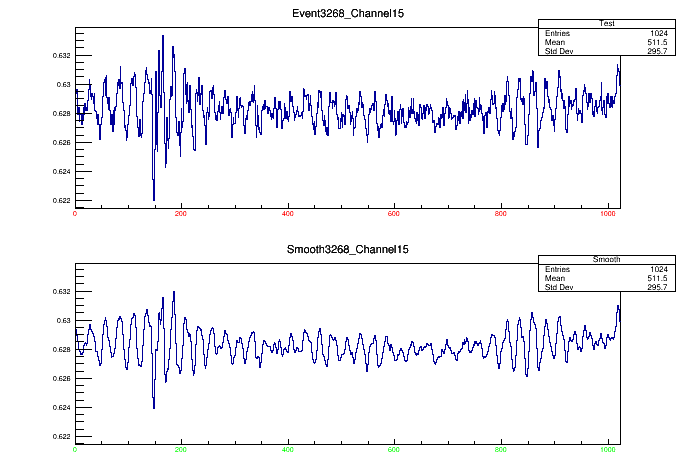 Event3268_Channel15
Test
Entries 1024
Mean 511.5
Std Dev 295.7
0.632
0.63
0.628
0.626
0.624
0.622
0 200 400 600 800 1000
Smooth3268_Channel15
Smooth
Entries 1024
Mean 511.5
Std Dev 295.7
0.632
0.63
0.628
0.626
0.624
0.622
0 200 400 600 800 1000